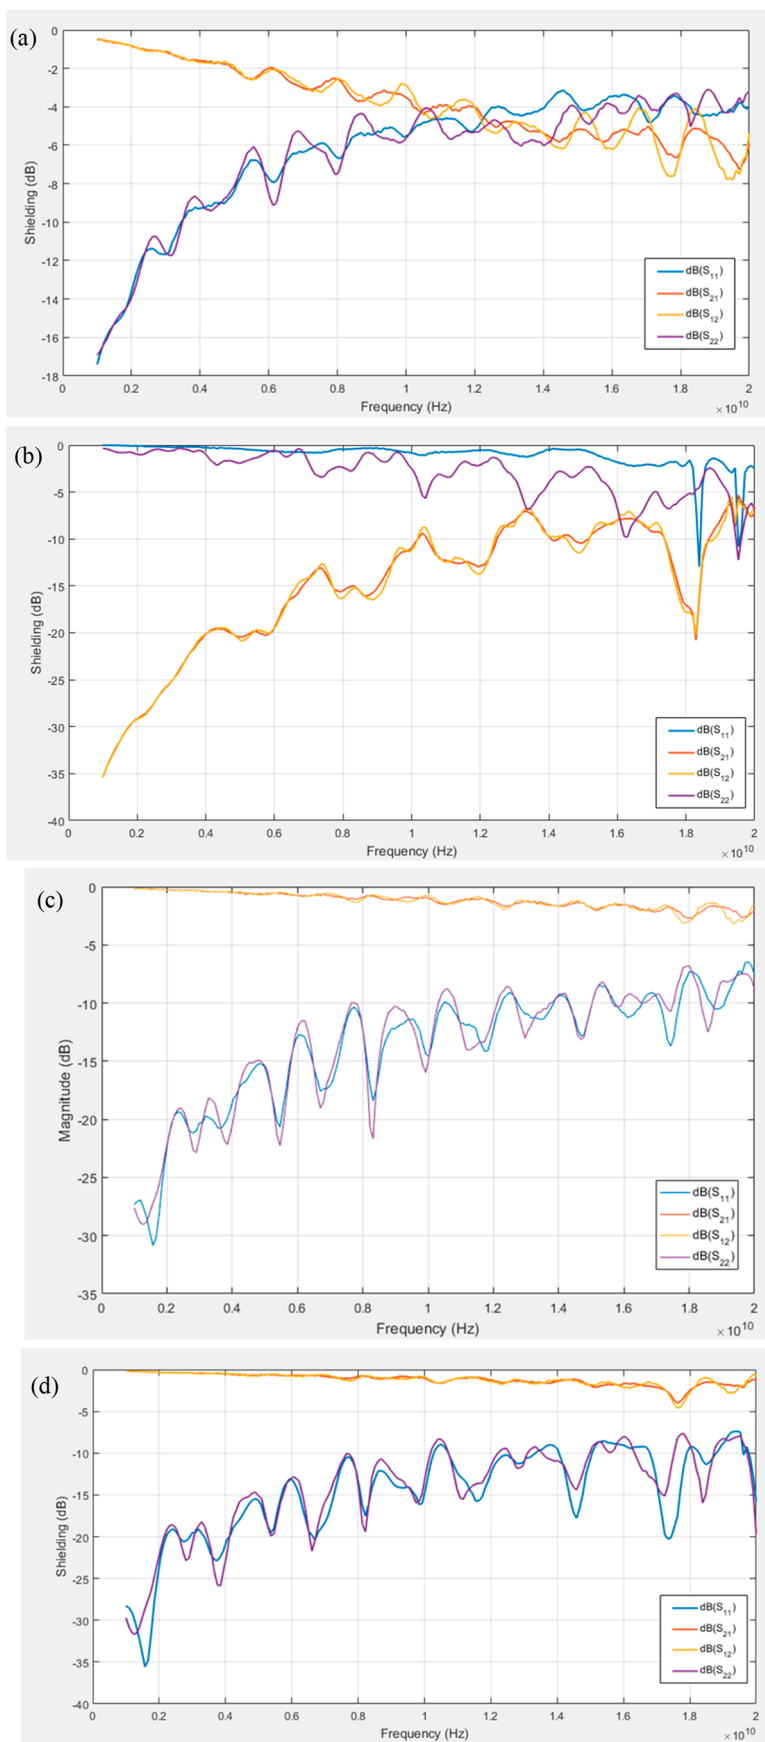 (a)
0
-2
-4
-6
-8
-10
-12
-14
-16
-18
Shielding (dB)
dB(S11)
dB(S21)
dB(S12)
dB(S22)
0 0.2 0.4 0.6 0.8 1 1.2 1.4 1.6 1.8 2
Frequency (Hz)
×10^10
(b)
0
-5
-10
-15
-20
-25
-30
-35
-40
Shielding (dB)
dB(S11)
dB(S21)
dB(S12)
dB(S22)
0 0.2 0.4 0.6 0.8 1 1.2 1.4 1.6 1.8 2
Frequency (Hz)
×10^10
(c)
0
-5
-10
-15
-20
-25
-30
-35
Magnitude (dB)
dB(S11)
dB(S21)
dB(S12)
dB(S22)
0 0.2 0.4 0.6 0.8 1 1.2 1.4 1.6 1.8 2
Frequency (Hz)
×10^10
(d)
0
-5
-10
-15
-20
-25
-30
-35
-40
Shielding (dB)
dB(S11)
dB(S21)
dB(S12)
dB(S22)
0 0.2 0.4 0.6 0.8 1 1.2 1.4 1.6 1.8 2
Frequency (Hz)
×10^10